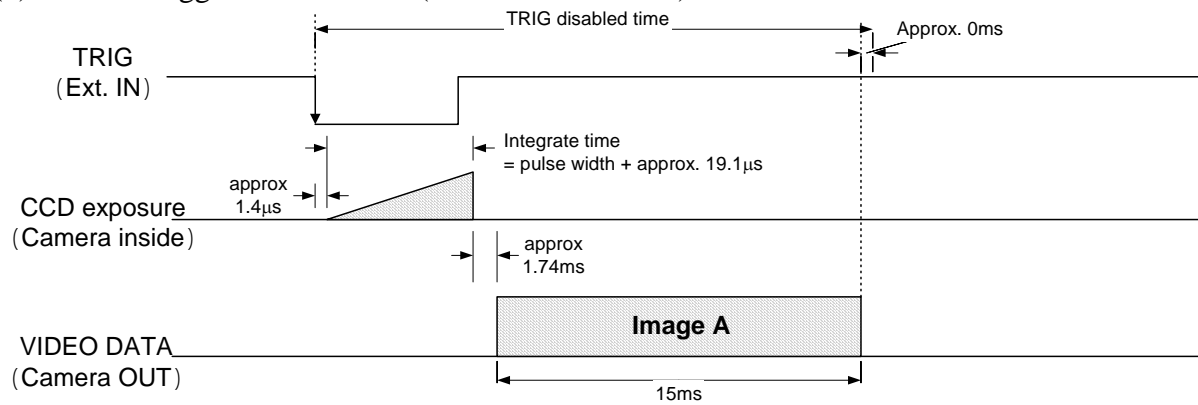 TRIG disabled time
Approx. 0ms
TRIG
(Ext. IN)
Integrate time
= pulse width + approx. 19.1μs
approx
1.4μs
CCD exposure
(Camera inside)
approx
1.74ms
Image A
VIDEO DATA
(Camera OUT)
15ms